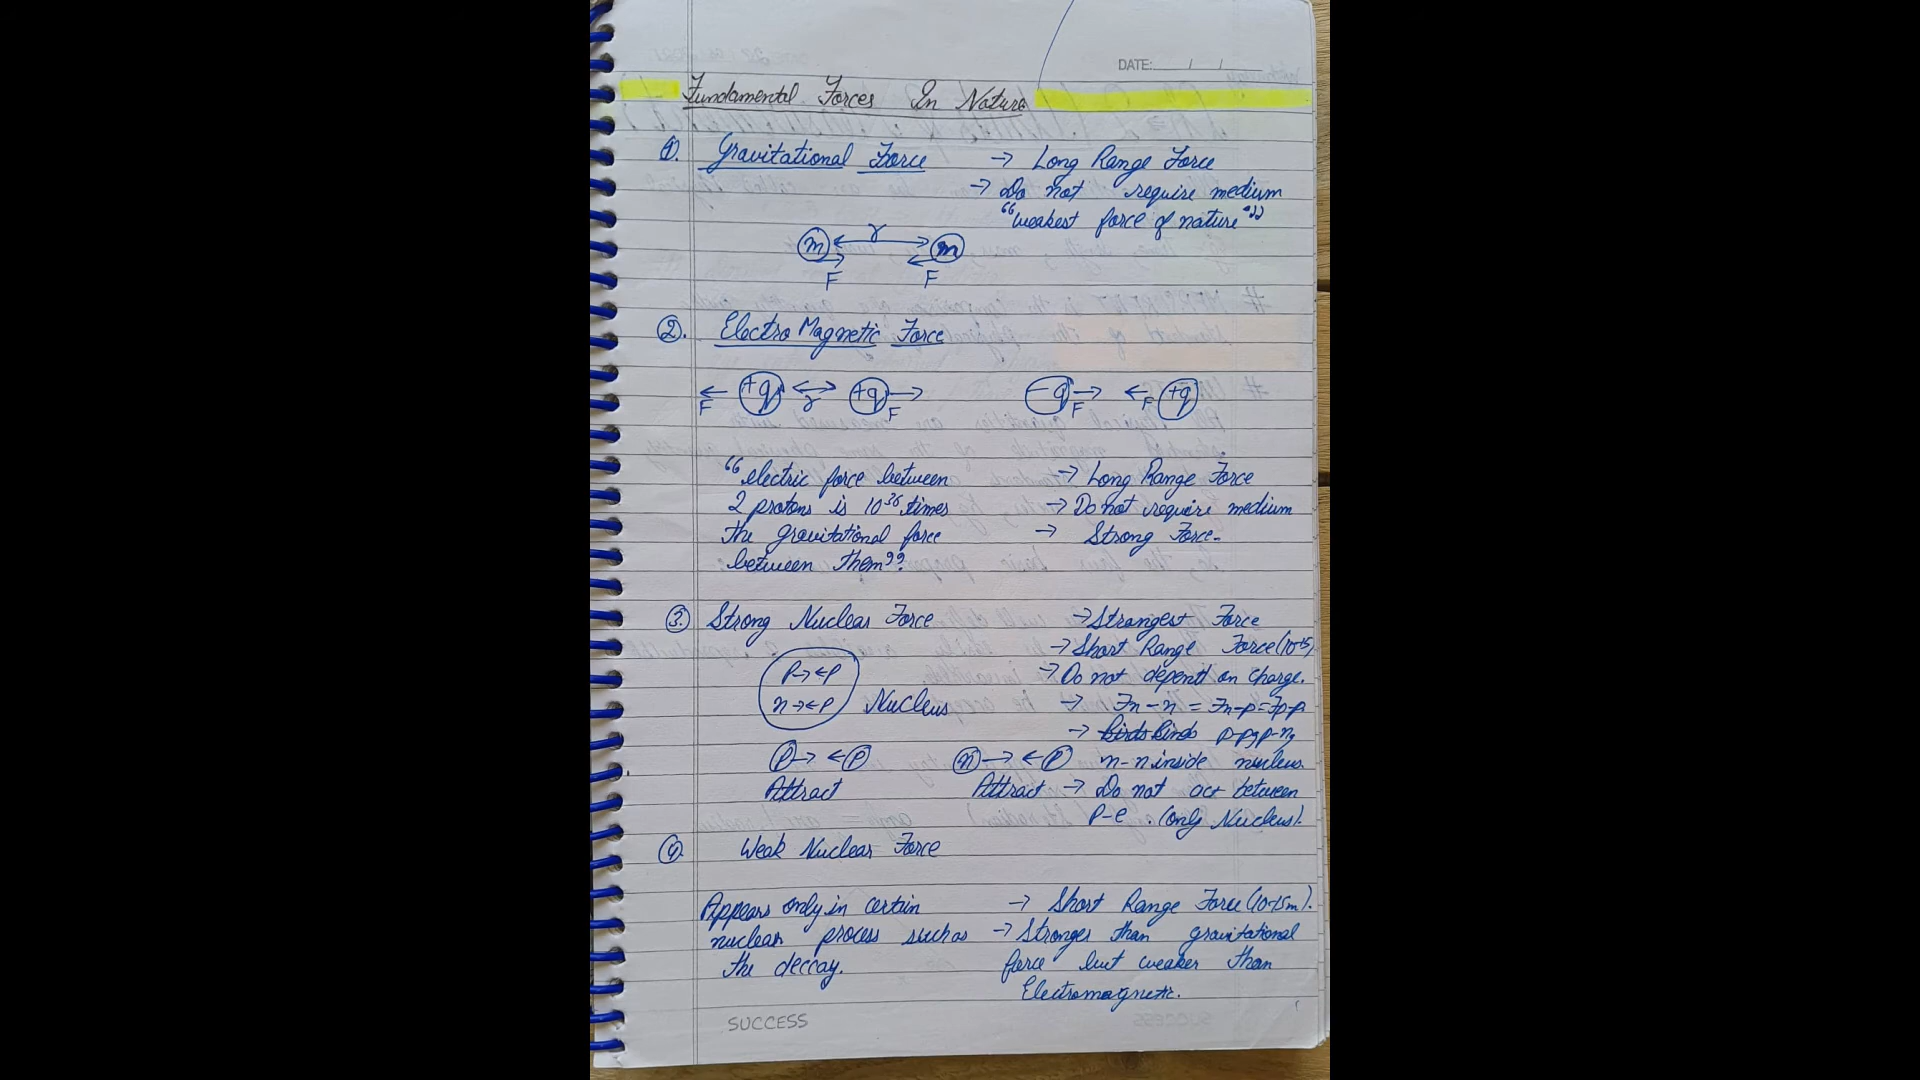 DATE: / /
Fundamental Forces In Nature
1. Gravitational Force → Long Range Force
→ Do not require medium
"weakest force of nature"
m r m
F F
2. Electro Magnetic Force
F +q r +q F -q F F +q
"electric force between → Long Range Force
2 protons is 10³⁶ times → Do not require medium
the gravitational force → Strong Force.
between them"
3. Strong Nuclear Force → Strongest Force
→ Short Range Force (10-15)
P→←P → Do not depend on charge.
n→←P Nucleus → Fn-n = Fn-p = Fp-p
→ binds p-p, p-n,
P→ ←P n→ ←P n-n inside nucleus.
Attract Attract → Do not act between
P-e . (only Nucleus).
4. Weak Nuclear Force
Appears only in certain → Short Range Force (10-15m).
nuclear process such as → Stronger than gravitational
the deccay. force but weaker than
Electromagnetic.
SUCCESS